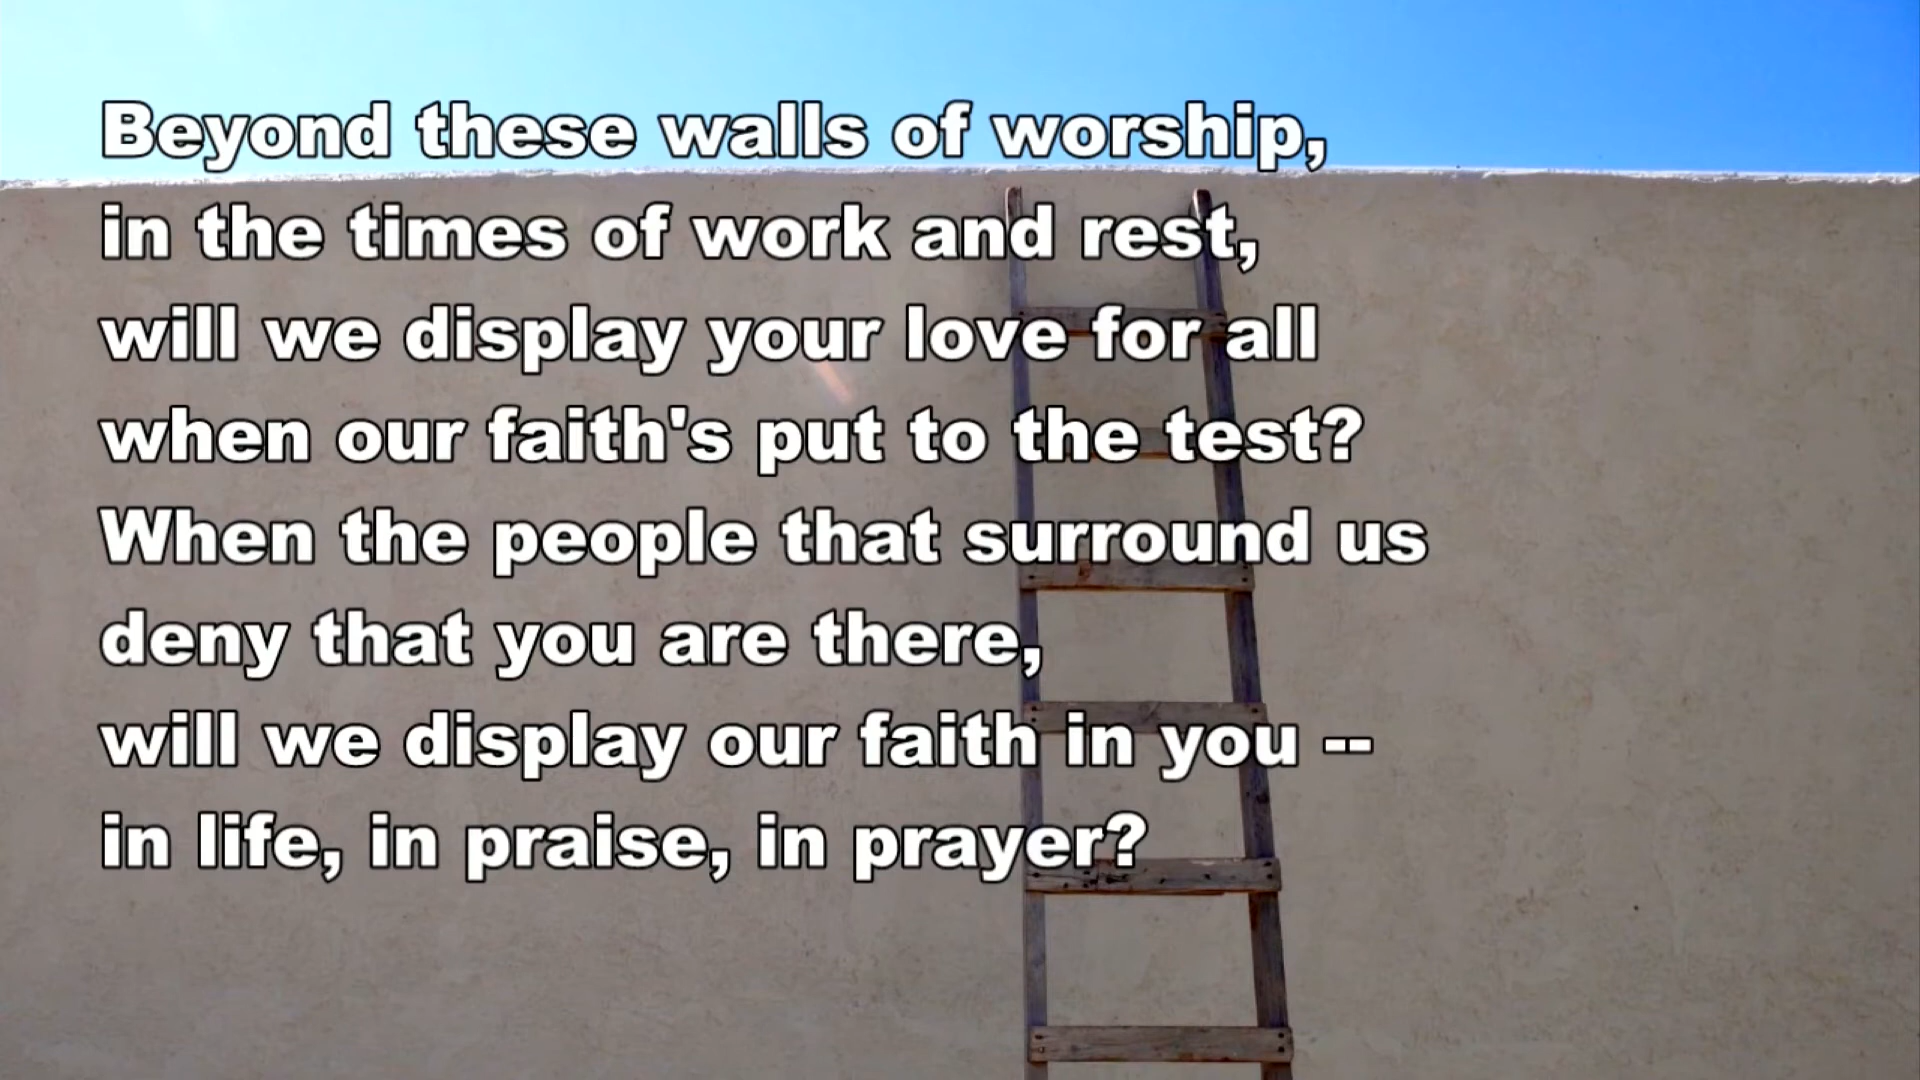 Beyond these walls of worship,
in the times of work and rest,
will we display your love for all
when our faith's put to the test?
When the people that surround us
deny that you are there,
will we display our faith in you --
in life, in praise, in prayer?